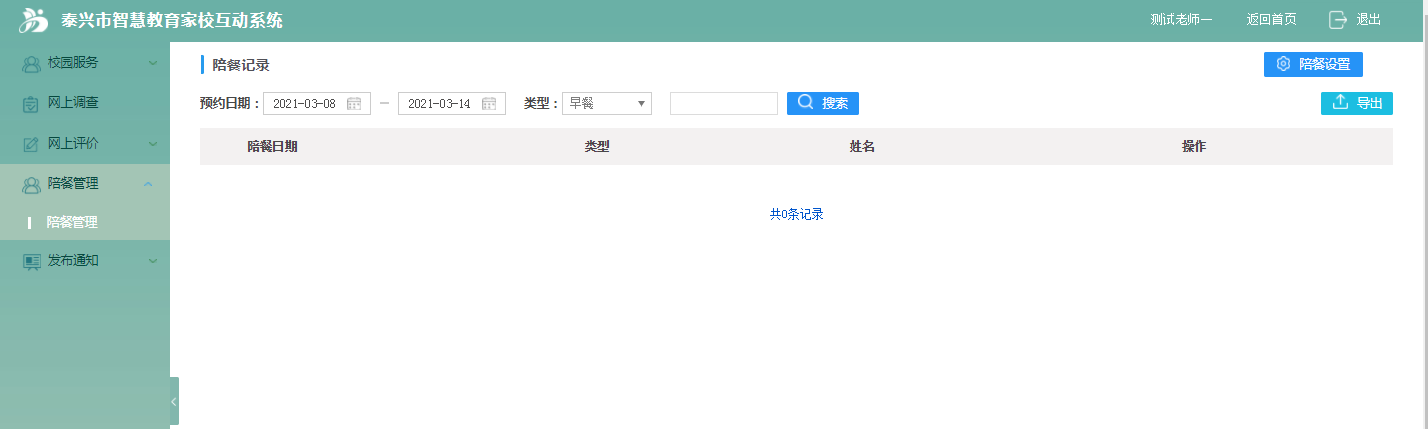 泰兴市智慧教育家校互动系统
测试老师一 返回首页 退出
校园服务
网上调查
网上评价
陪餐管理
陪餐管理
发布通知
陪餐记录 陪餐设置
预约日期： 2021-03-08 — 2021-03-14 类型： 早餐 搜索 导出
陪餐日期 类型 姓名 操作
共0条记录